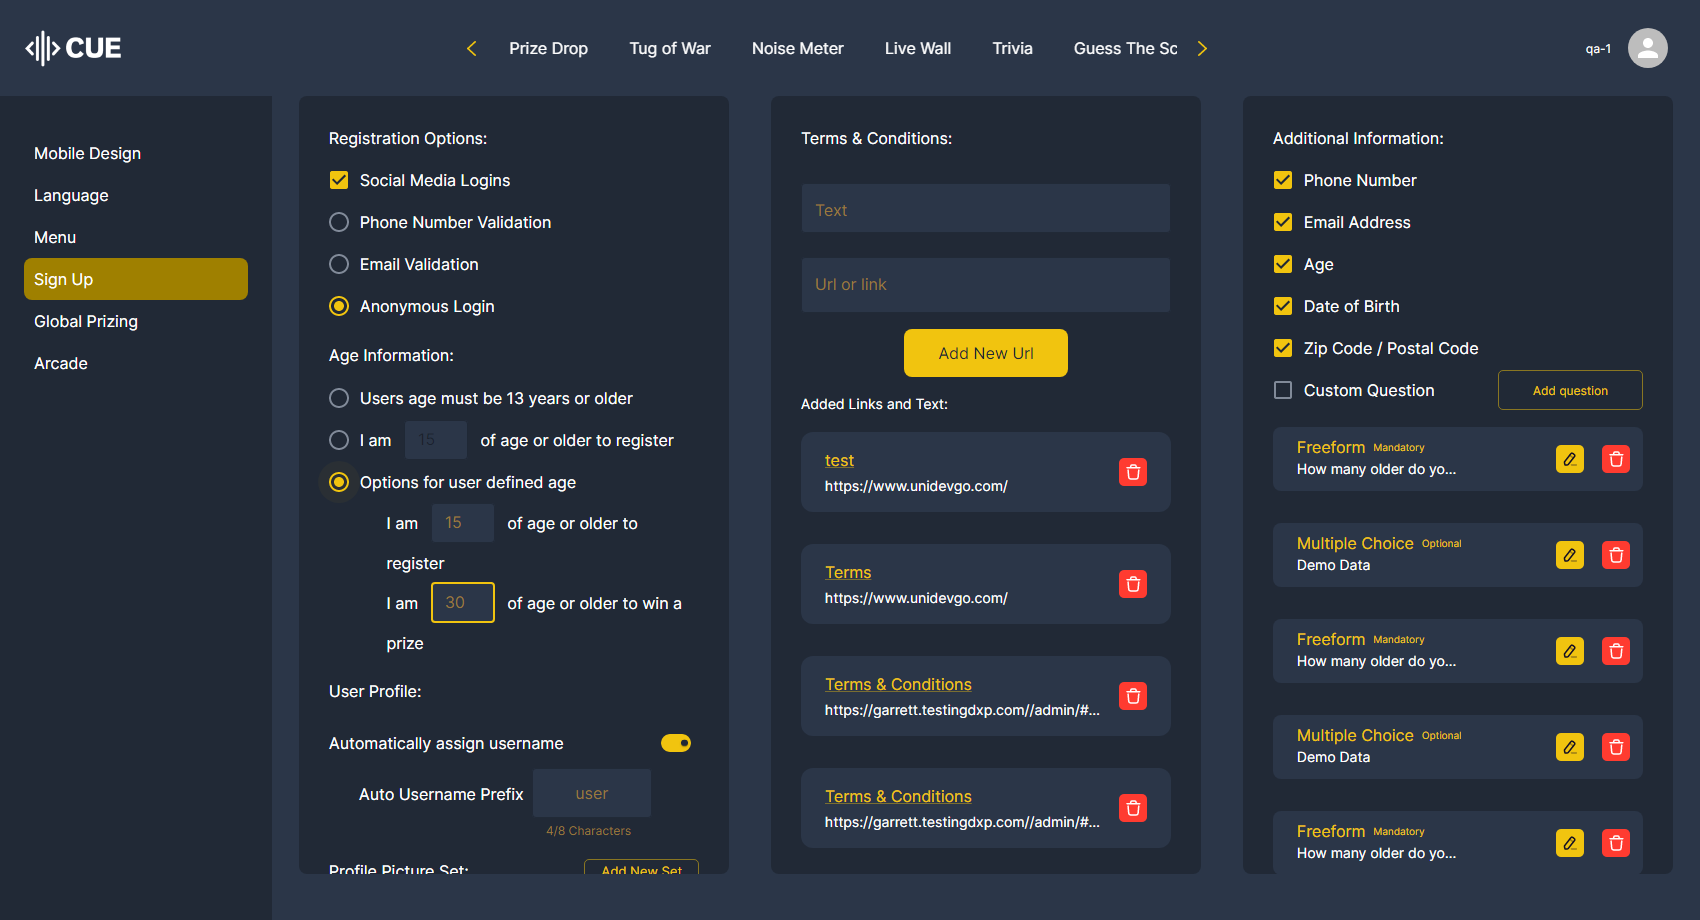 CUE
Prize Drop
Tug of War
Noise Meter
Live Wall
Trivia
Guess The Sc
qa-1
Mobile Design
Language
Menu
Sign Up
Global Prizing
Arcade
Registration Options:
Social Media Logins
Phone Number Validation
Email Validation
Anonymous Login
Age Information:
Users age must be 13 years or older
I am 15 of age or older to register
Options for user defined age
I am 15 of age or older to
register
I am 30 of age or older to win a
prize
User Profile:
Automatically assign username
Auto Username Prefix user
4/8 Characters
Profile Picture Set: Add New Set
Terms & Conditions:
Text
Url or link
Add New Url
Added Links and Text:
test
https://www.unidevgo.com/
Terms
https://www.unidevgo.com/
Terms & Conditions
https://garrett.testingdxp.com//admin/#...
Terms & Conditions
https://garrett.testingdxp.com//admin/#...
Additional Information:
Phone Number
Email Address
Age
Date of Birth
Zip Code / Postal Code
Custom Question Add question
Freeform Mandatory
How many older do yo...
Multiple Choice Optional
Demo Data
Freeform Mandatory
How many older do yo...
Multiple Choice Optional
Demo Data
Freeform Mandatory
How many older do yo...